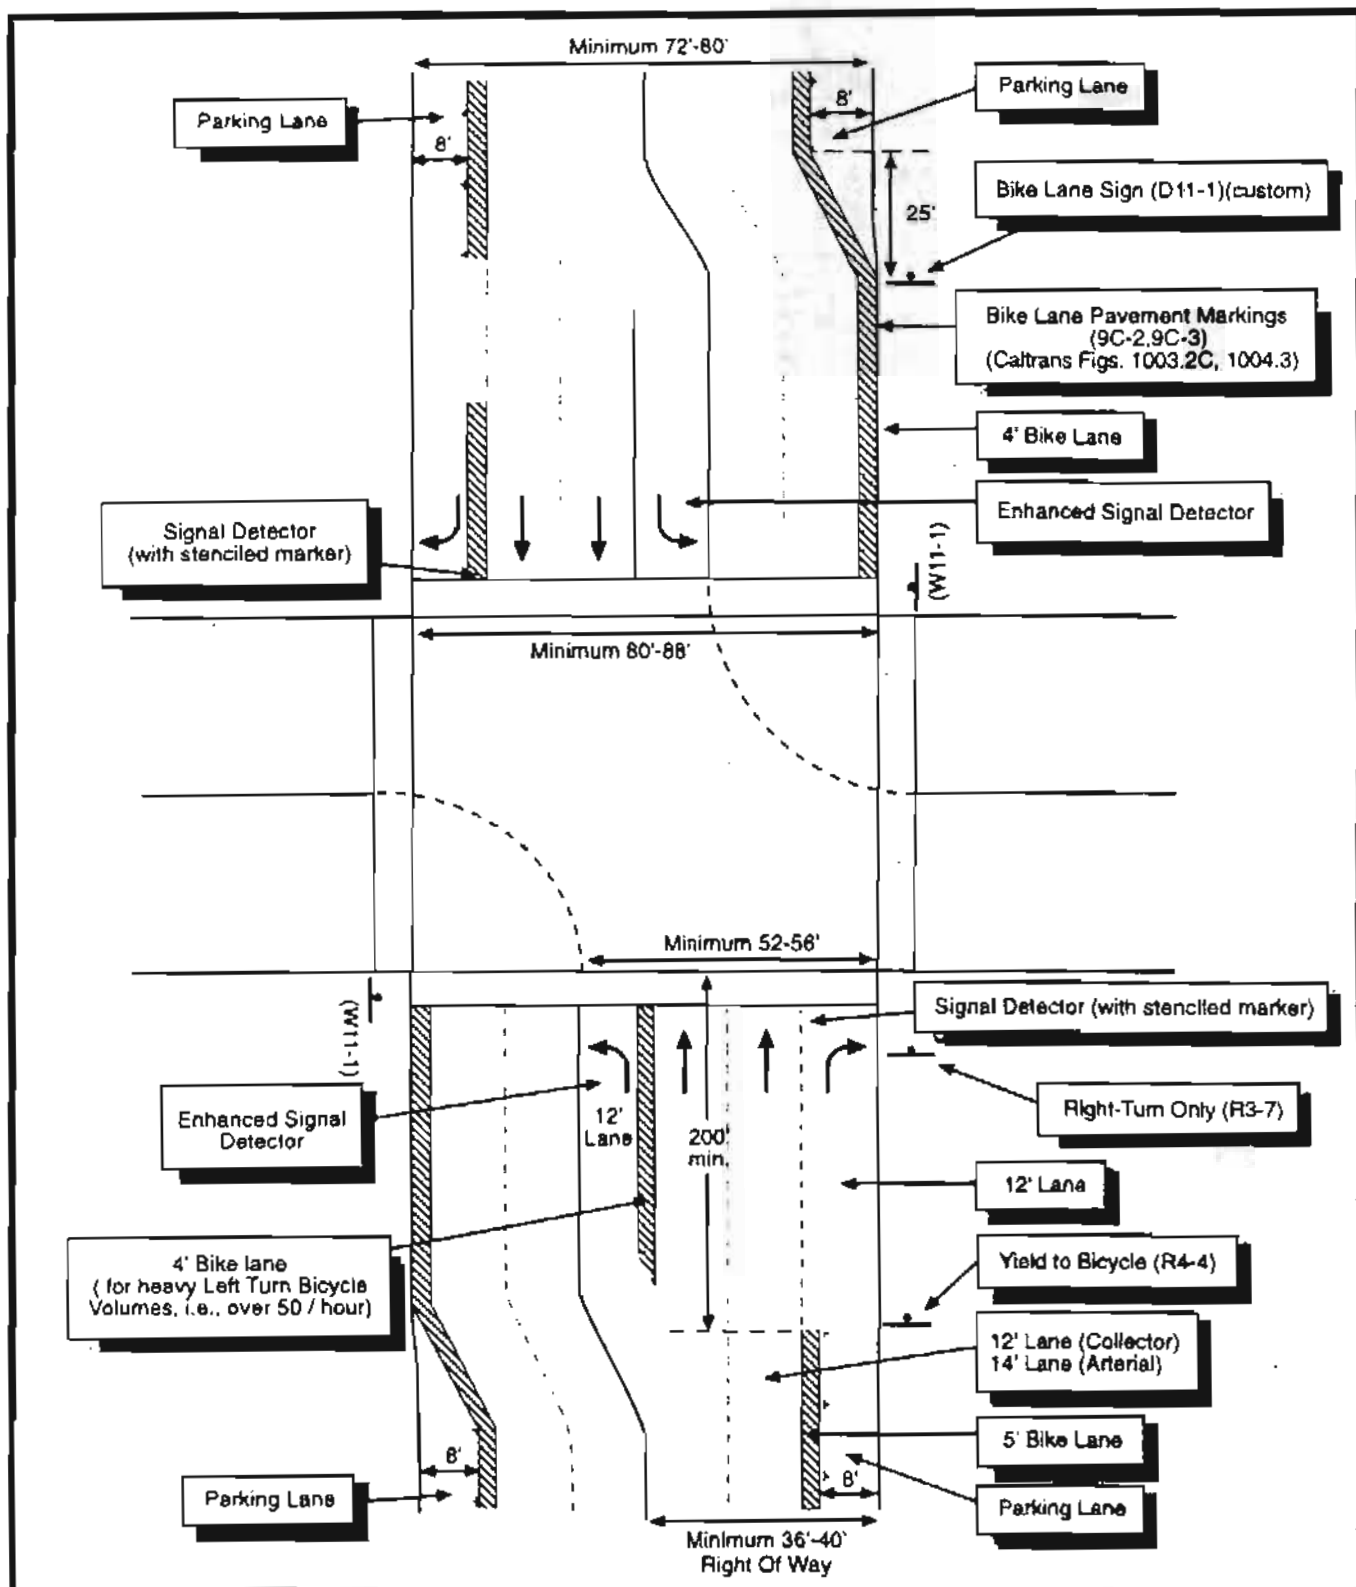 Minimum 72'-80'
Parking Lane
8'
8'
Parking Lane
25'
Bike Lane Sign (D11-1)(custom)
Bike Lane Pavement Markings
(9C-2,9C-3)
(Caltrans Figs. 1003.2C, 1004.3)
4' Bike Lane
Enhanced Signal Detector
Signal Detector
(with stenciled marker)
(W11-1)
Minimum 80'-88'
Minimum 52-56'
(W11-1)
Signal Detector (with stenciled marker)
Right-Turn Only (R3-7)
Enhanced Signal
Detector
12'
Lane
200'
min.
12' Lane
4' Bike lane
( for heavy Left Turn Bicycle
Volumes, i.e., over 50 / hour)
Yield to Bicycle (R4-4)
12' Lane (Collector)
14' Lane (Arterial)
5' Bike Lane
8'
8'
Parking Lane
Parking Lane
Minimum 36'-40'
Right Of Way